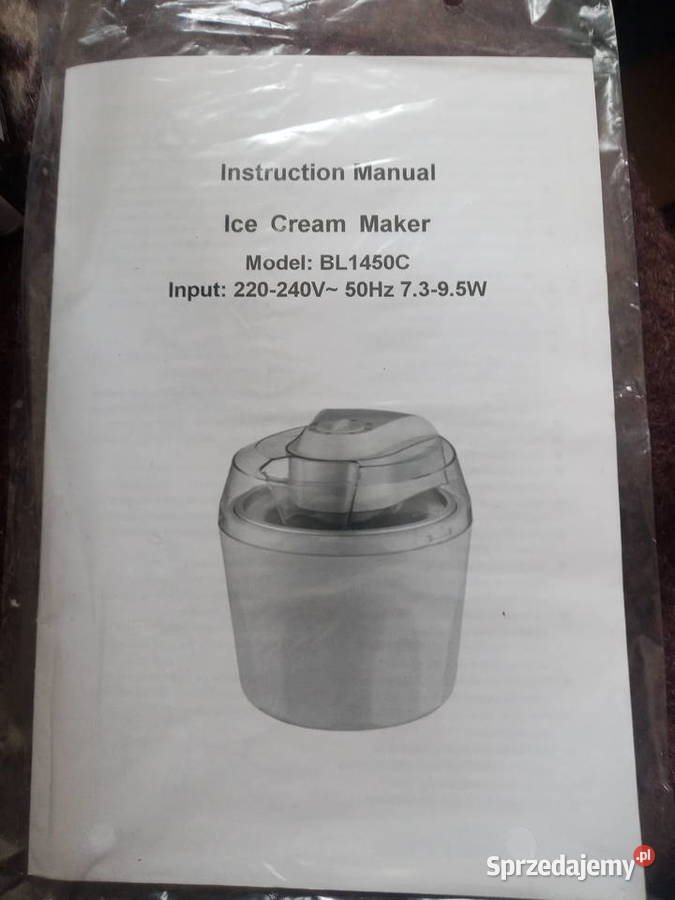 Instruction Manual
Ice Cream Maker
Model: BL1450C
Input: 220-240V~ 50Hz 7.3-9.5W
Sprzedajemy.pl